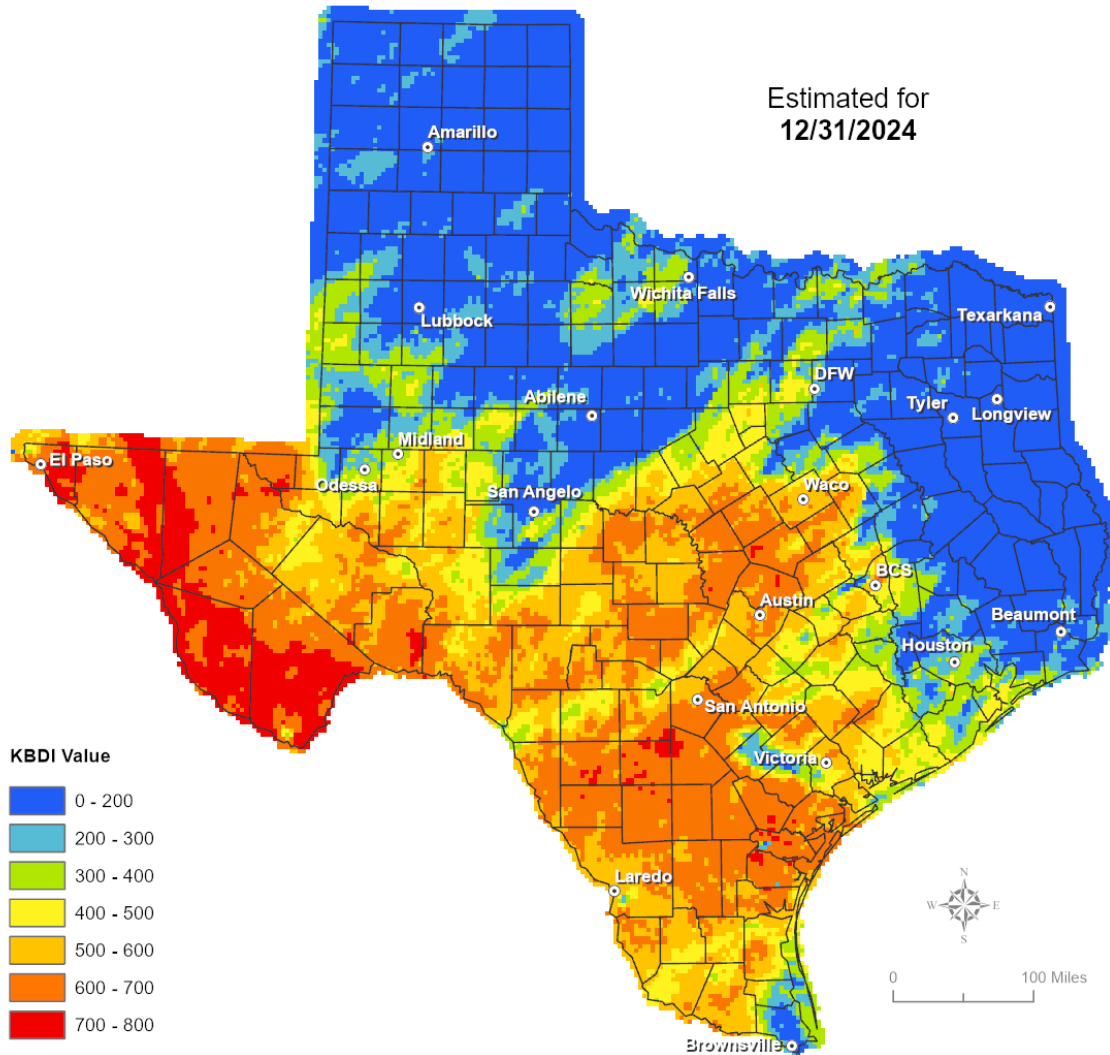 Estimated for
12/31/2024
Amarillo
Wichita Falls
Lubbock
Texarkana
DFW
Abilene
Tyler
Longview
Midland
El Paso
Odessa
San Angelo
Waco
BCS
Austin
Beaumont
Houston
San Antonio
Victoria
Laredo
Brownsville
KBDI Value
0 - 200
200 - 300
300 - 400
400 - 500
500 - 600
600 - 700
700 - 800
N
W E
S
0 100 Miles